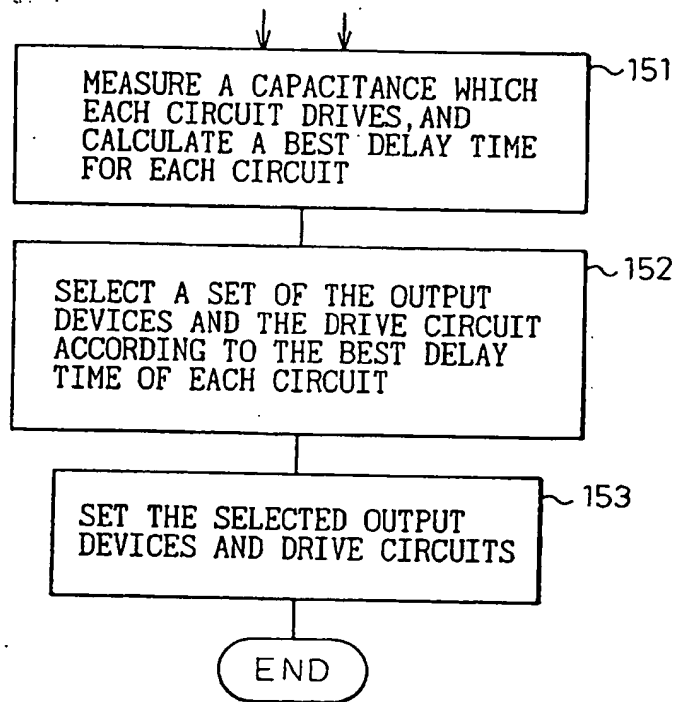 151
MEASURE A CAPACITANCE WHICH
EACH CIRCUIT DRIVES, AND
CALCULATE A BEST DELAY TIME
FOR EACH CIRCUIT
152
SELECT A SET OF THE OUTPUT
DEVICES AND THE DRIVE CIRCUIT
ACCORDING TO THE BEST DELAY
TIME OF EACH CIRCUIT
153
SET THE SELECTED OUTPUT
DEVICES AND DRIVE CIRCUITS
END